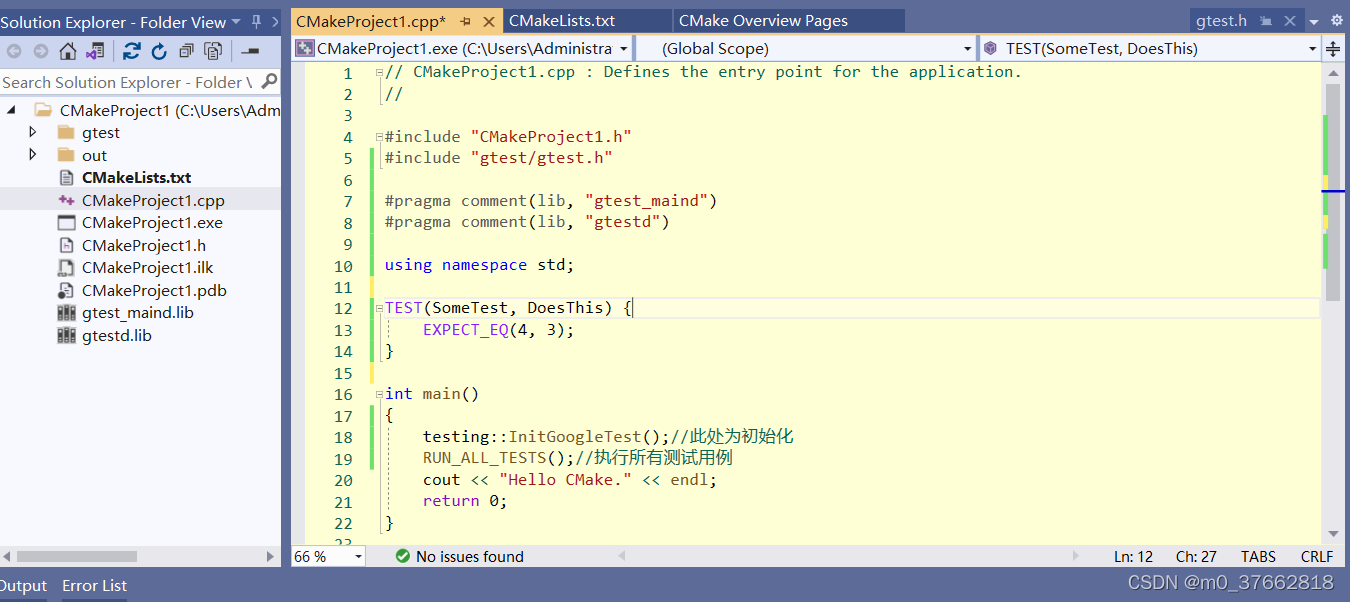 Solution Explorer - Folder View
CMakeProject1.cpp* CMakeLists.txt CMake Overview Pages gtest.h
CMakeProject1.exe (C:\Users\Administra (Global Scope) TEST(SomeTest, DoesThis)
Search Solution Explorer - Folder V
CMakeProject1 (C:\Users\Adm
gtest
out
CMakeLists.txt
CMakeProject1.cpp
CMakeProject1.exe
CMakeProject1.h
CMakeProject1.ilk
CMakeProject1.pdb
gtest_maind.lib
gtestd.lib
1 // CMakeProject1.cpp : Defines the entry point for the application.
2 //
3
4 #include "CMakeProject1.h"
5 #include "gtest/gtest.h"
6
7 #pragma comment(lib, "gtest_maind")
8 #pragma comment(lib, "gtestd")
9
10 using namespace std;
11
12 TEST(SomeTest, DoesThis) {
13 EXPECT_EQ(4, 3);
14 }
15
16 int main()
17 {
18 testing::InitGoogleTest();//此处为初始化
19 RUN_ALL_TESTS();//执行所有测试用例
20 cout << "Hello CMake." << endl;
21 return 0;
22 }
23
66 % No issues found Ln: 12 Ch: 27 TABS CRLF
Output Error List
CSDN @m0_37662818